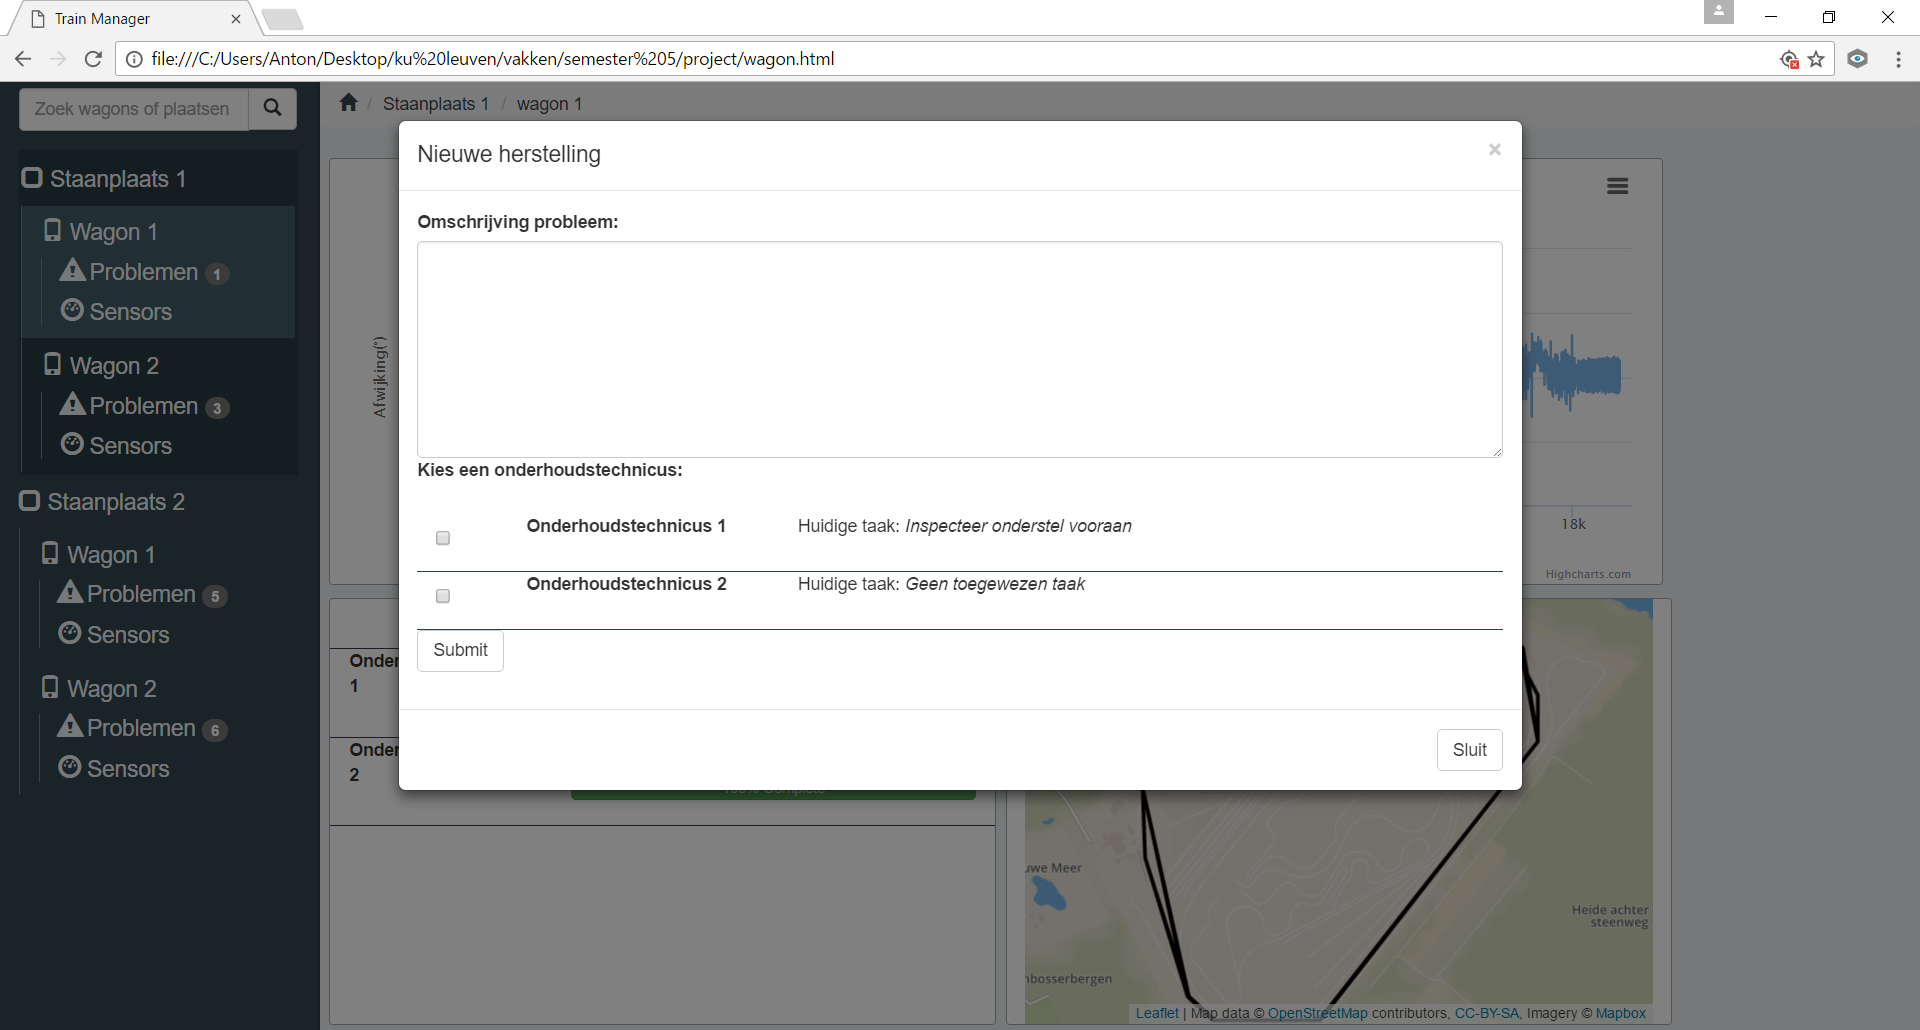 Train Manager
file:///C:/Users/Anton/Desktop/ku%20leuven/vakken/semester%205/project/wagon.html
Zoek wagons of plaatsen
Staanplaats 1
Wagon 1
Problemen 1
Sensors
Wagon 2
Problemen 3
Sensors
Staanplaats 2
Wagon 1
Problemen 5
Sensors
Wagon 2
Problemen 6
Sensors
/ Staanplaats 1 / wagon 1
Nieuwe herstelling ×
Omschrijving probleem:
Kies een onderhoudstechnicus:
Onderhoudstechnicus 1 Huidige taak: Inspecteer onderstel vooraan
Onderhoudstechnicus 2 Huidige taak: Geen toegewezen taak
Submit
Sluit
Afwijking(°)
18k
Highcharts.com
Onder
1
Onder
2
100% Complete
uwe Meer
Heide achter
steenweg
nbosserbergen
Leaflet | Map data © OpenStreetMap contributors, CC-BY-SA, Imagery © Mapbox